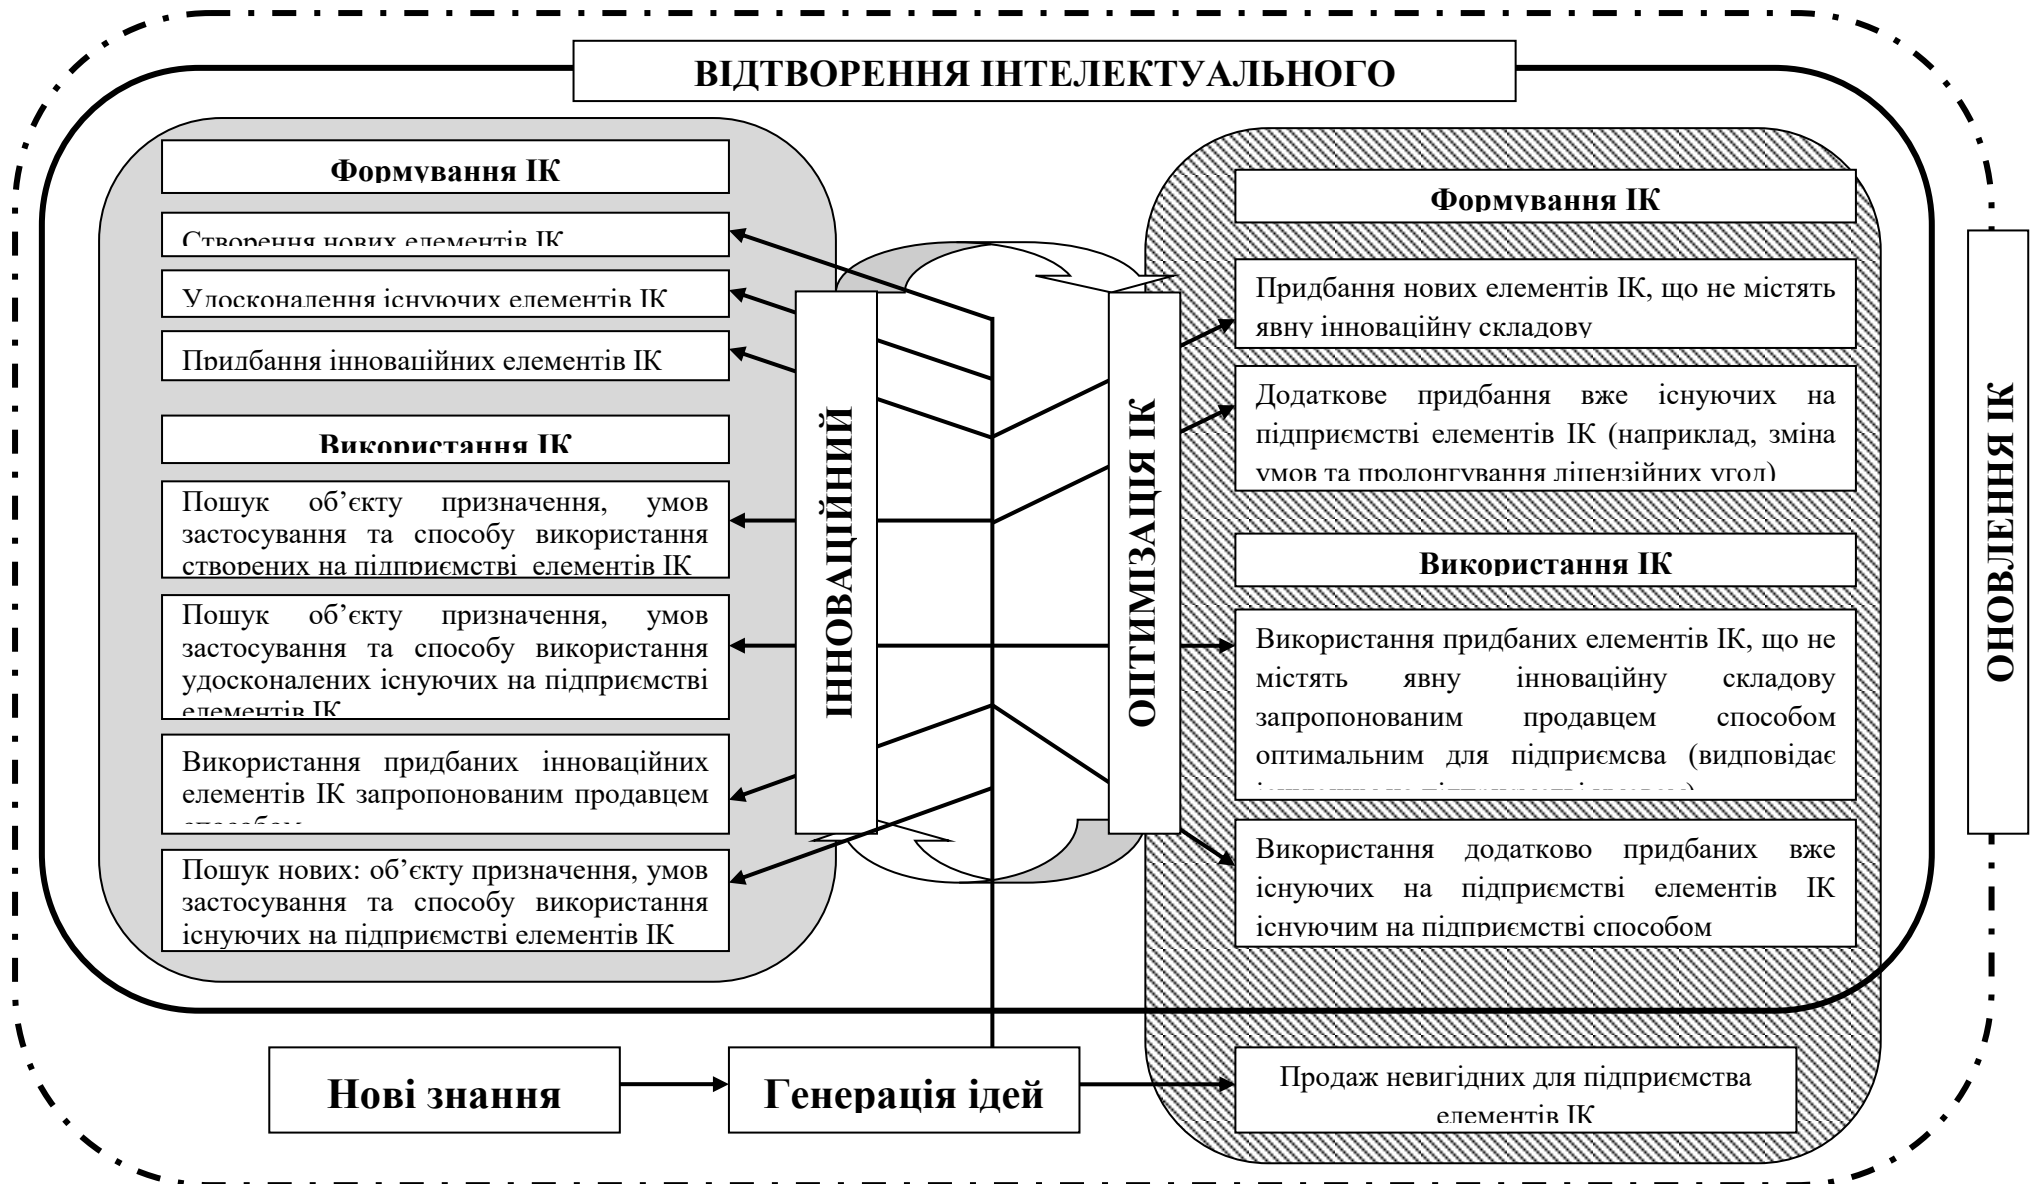 ВІДТВОРЕННЯ ІНТЕЛЕКТУАЛЬНОГО
Формування ІК
Створення нових елементів ІК
Удосконалення існуючих елементів ІК
Придбання інноваційних елементів ІК
Використання ІК
Пошук об’єкту призначення, умов
застосування та способу використання
створених на підприємстві елементів ІК
Пошук об’єкту призначення, умов
застосування та способу використання
удосконалених існуючих на підприємстві
елементів ІК
Використання придбаних інноваційних
елементів ІК запропонованим продавцем
Пошук нових: об’єкту призначення, умов
застосування та способу використання
існуючих на підприємстві елементів ІК
ІННОВАЦІЙНИЙ
ОПТИМІЗАЦІЯ ІК
Формування ІК
Придбання нових елементів ІК, що не містять
явну інноваційну складову
Додаткове придбання вже існуючих на
підприємстві елементів ІК (наприклад, зміна
умов та пролонгування ліцензійних угод)
Використання ІК
Використання придбаних елементів ІК, що не
містять явну інноваційну складову
запропонованим продавцем способом
оптимальним для підприємсва (видповідає
Використання додатково придбаних вже
існуючих на підприємстві елементів ІК
існуючим на підприємстві способом
ОНОВЛЕННЯ ІК
Нові знання
Генерація ідей
Продаж невигідних для підприємства
елементів ІК